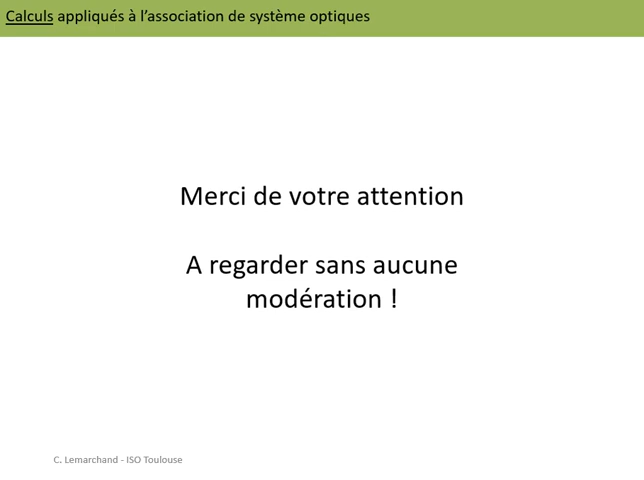 Calculs appliqués à l’association de système optiques
Merci de votre attention
A regarder sans aucune
modération !
C. Lemarchand - ISO Toulouse